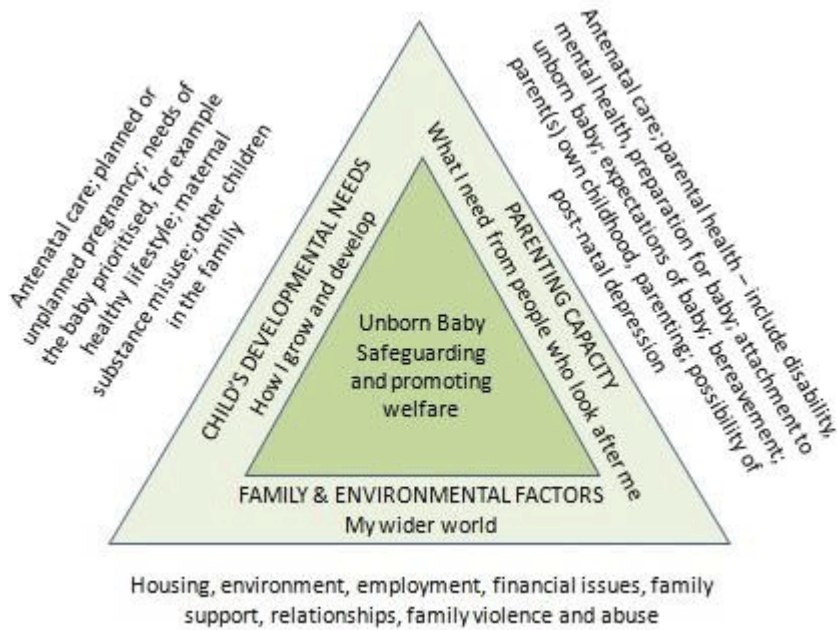 Antenatal care; planned or
unplanned pregnancy; needs of
the baby prioritised, for example
healthy lifestyle; maternal
substance misuse; other children
in the family
CHILD'S DEVELOPMENTAL NEEDS
How I grow and develop
Antenatal care; parental health – include disability,
mental health, preparation for baby; attachment to
unborn baby; expectations of baby; bereavement;
parent(s) own childhood, parenting; possibility of
post-natal depression
PARENTING CAPACITY
What I need from people who look after me
Unborn Baby
Safeguarding
and promoting
welfare
FAMILY & ENVIRONMENTAL FACTORS
My wider world
Housing, environment, employment, financial issues, family
support, relationships, family violence and abuse